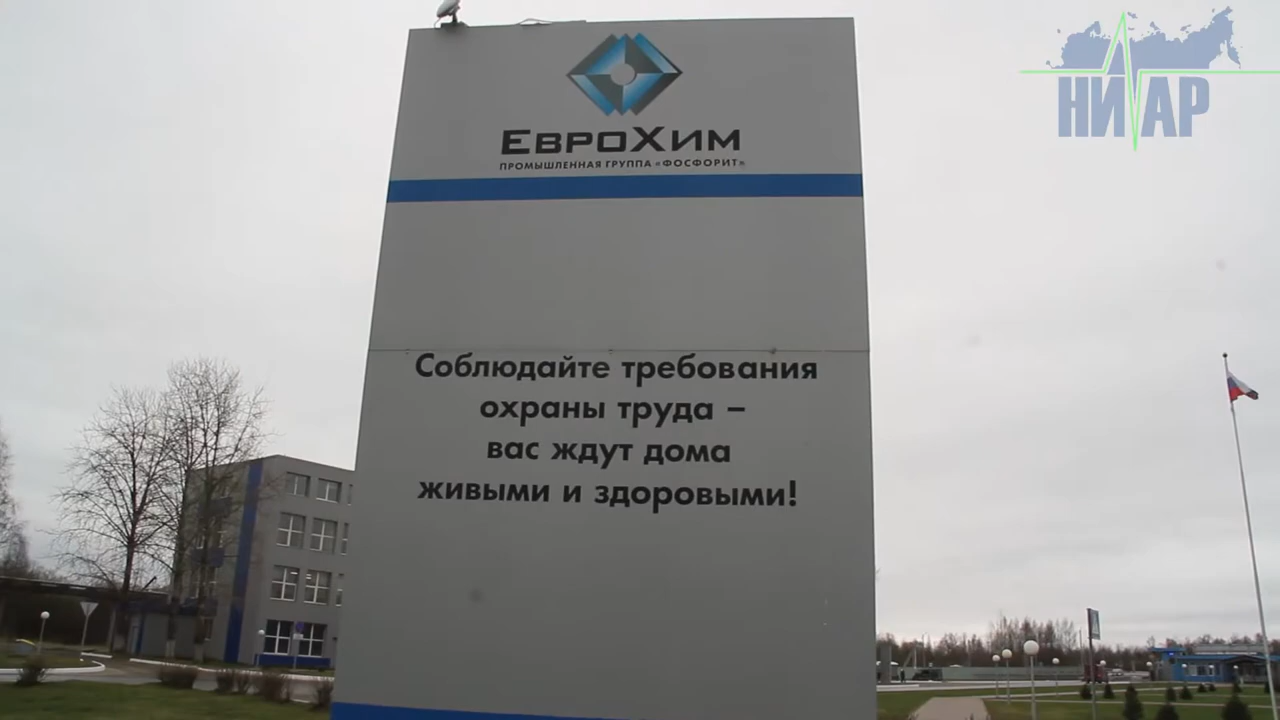 НИАР
ЕвроХим
ПРОМЫШЛЕННАЯ ГРУППА «ФОСФОРИТ»
Соблюдайте требования
охраны труда –
вас ждут дома
живыми и здоровыми!